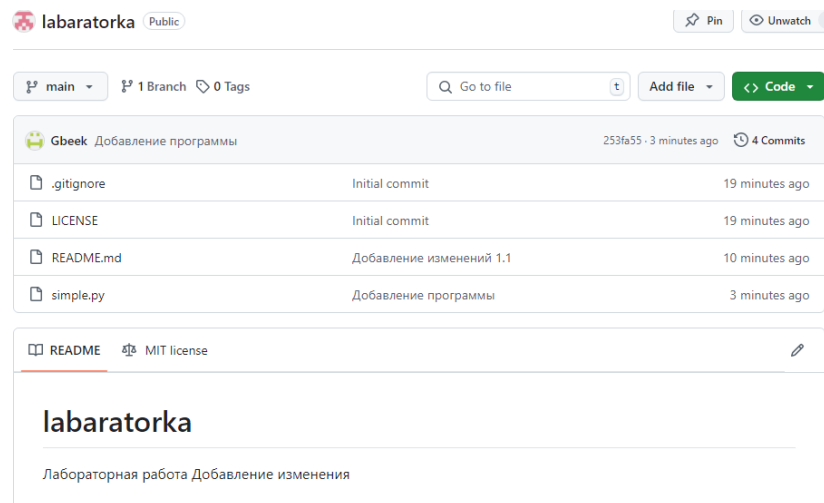 labaratorka Public Pin Unwatch
main 1 Branch 0 Tags Go to file t Add file Code
Gbeek Добавление программы 253fa55 · 3 minutes ago 4 Commits
.gitignore Initial commit 19 minutes ago
LICENSE Initial commit 19 minutes ago
README.md Добавление изменений 1.1 10 minutes ago
simple.py Добавление программы 3 minutes ago
README MIT license
labaratorka
Лабораторная работа Добавление изменения